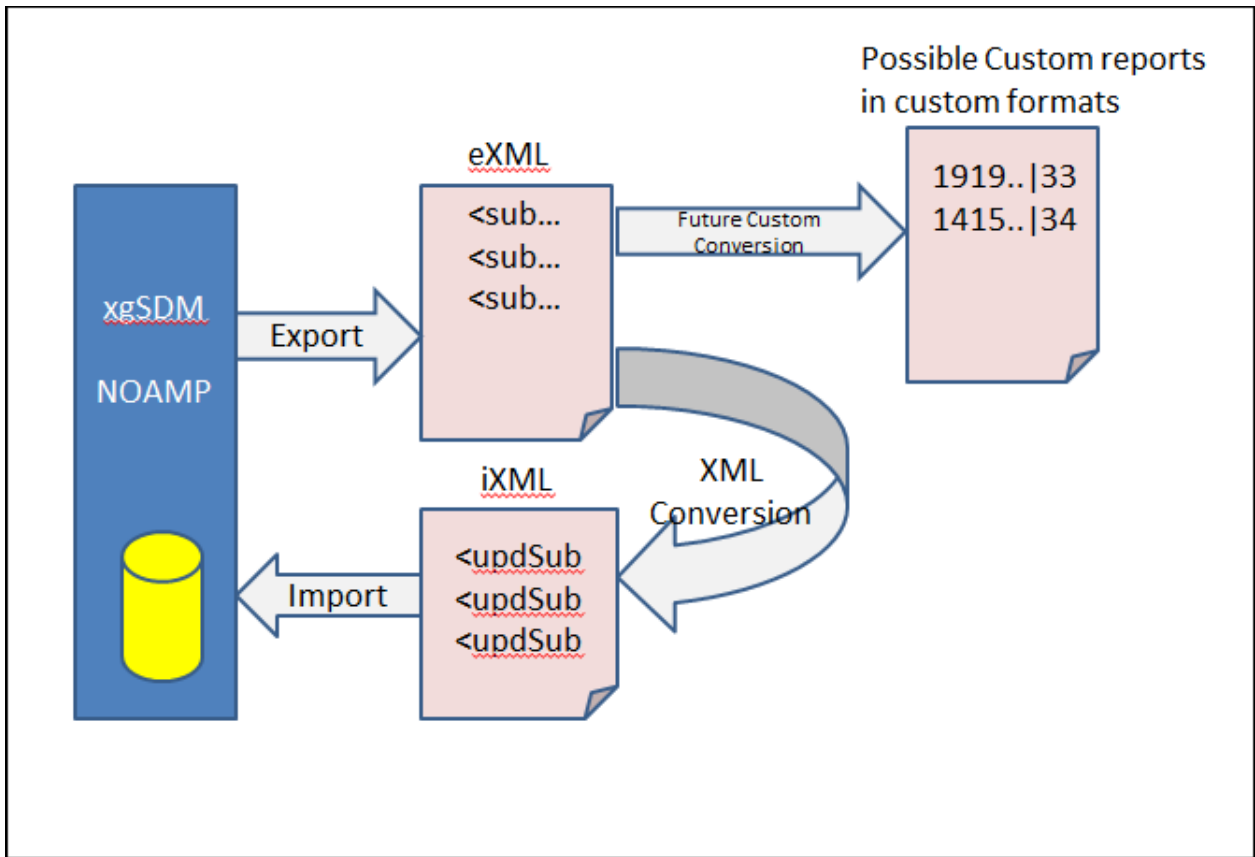 Possible Custom reports
in custom formats
eXML
<sub...
<sub...
<sub...
Future Custom
Conversion
1919..|33
1415..|34
xgSDM
NOAMP
Export
XML
Conversion
iXML
<updSub
<updSub
<updSub
Import